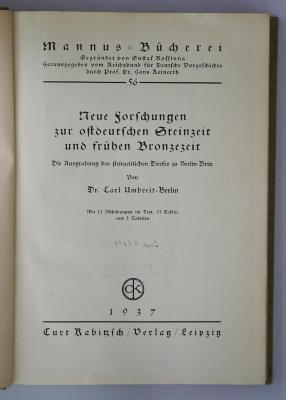 Mannus-Bücherei
Gegründet von Gustaf Kossinna
Herausgegeben vom Reichsbund für Deutsche Vorgeschichte
durch Prof. Dr. Hans Reinerth
56
Neue Forschungen
zur ostdeutschen Steinzeit
und frühen Bronzezeit
Die Ausgrabung des steinzeitlichen Dorfes zu Berlin-Britz
Von
Dr. Carl Umbreit-Berlin
Mit 12 Abbildungen im Text, 15 Tafeln
und 3 Tabellen
CK
1937
Curt Kabitzsch / Verlag / Leipzig